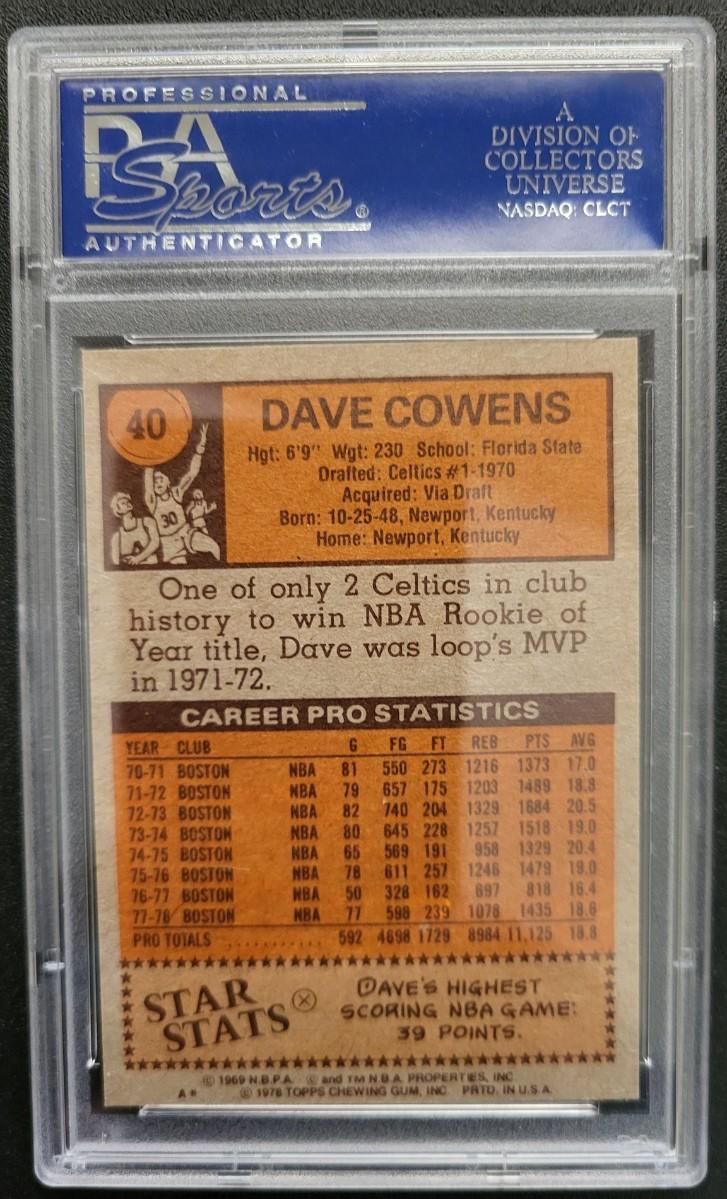 PROFESSIONAL
PSA
Sports®
AUTHENTICATOR
A
DIVISION OF
COLLECTORS
UNIVERSE
NASDAQ: CLCT
40
30
DAVE COWENS
Hgt: 6'9" Wgt: 230 School: Florida State
Drafted: Celtics #1-1970
Acquired: Via Draft
Born: 10-25-48, Newport, Kentucky
Home: Newport, Kentucky
One of only 2 Celtics in club
history to win NBA Rookie of
Year title, Dave was loop's MVP
in 1971-72.
CAREER PRO STATISTICS
YEAR CLUB G FG FT REB PTS AVG
70-71 BOSTON NBA 81 550 273 1216 1373 17.0
71-72 BOSTON NBA 79 657 175 1203 1489 18.8
72-73 BOSTON NBA 82 740 204 1329 1684 20.5
73-74 BOSTON NBA 80 645 228 1257 1518 19.0
74-75 BOSTON NBA 65 569 191 958 1329 20.4
75-76 BOSTON NBA 78 611 257 1246 1479 19.0
76-77 BOSTON NBA 50 328 162 697 818 16.4
77-78 BOSTON NBA 77 598 239 1078 1435 18.6
PRO TOTALS ............ 592 4698 1729 8984 11,125 18.8
STAR
STATS
DAVE'S HIGHEST
SCORING NBA GAME:
39 POINTS.
© 1969 N.B.P.A. © and TM N.B.A. PROPERTIES, INC.
A* © 1978 TOPPS CHEWING GUM, INC. PRTD. IN U.S.A.